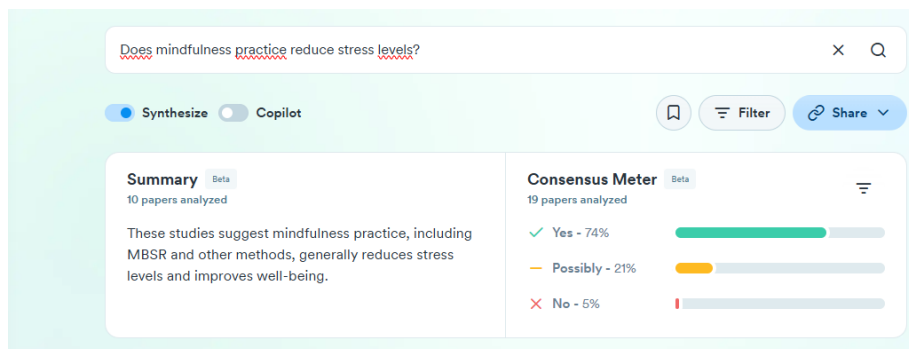 Does mindfulness practice reduce stress levels?
Synthesize Copilot Filter Share
Summary Beta
10 papers analyzed
These studies suggest mindfulness practice, including
MBSR and other methods, generally reduces stress
levels and improves well-being.
Consensus Meter Beta
19 papers analyzed
Yes - 74%
Possibly - 21%
No - 5%